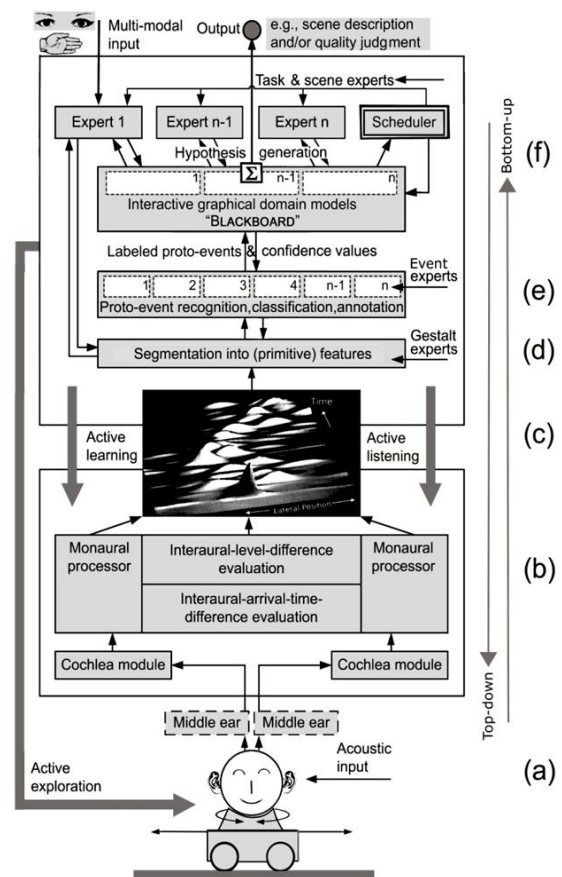 Multi-modal
input
Output
e.g., scene description
and/or quality judgment
Task & scene experts
Expert 1
Expert n-1
Expert n
Scheduler
Hypothesis generation
Σ
1
n-1
n
Interactive graphical domain models
“BLACKBOARD”
(f)
Bottom-up
Labeled proto-events & confidence values
Event
experts
1
2
3
4
n-1
n
Proto-event recognition,classification,annotation
(e)
Gestalt
experts
Segmentation into (primitive) features
(d)
Time
Active
learning
Active
listening
(c)
Lateral Position
Monaural
processor
Interaural-level-difference
evaluation
Interaural-arrival-time-
difference evaluation
Monaural
processor
(b)
Cochlea module
Cochlea module
Top-down
Middle ear
Middle ear
Acoustic
input
Active
exploration
(a)